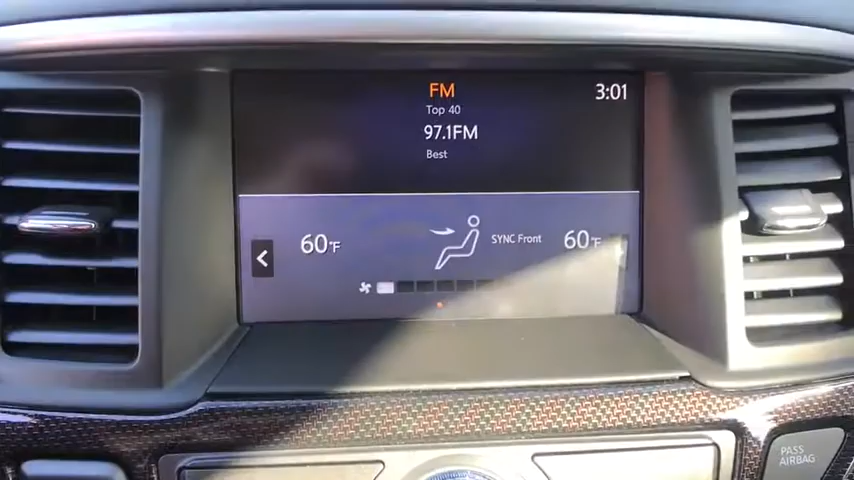 FM
3:01
Top 40
97.1FM
Best
60°F
SYNC Front
60°F
PASS
AIRBAG